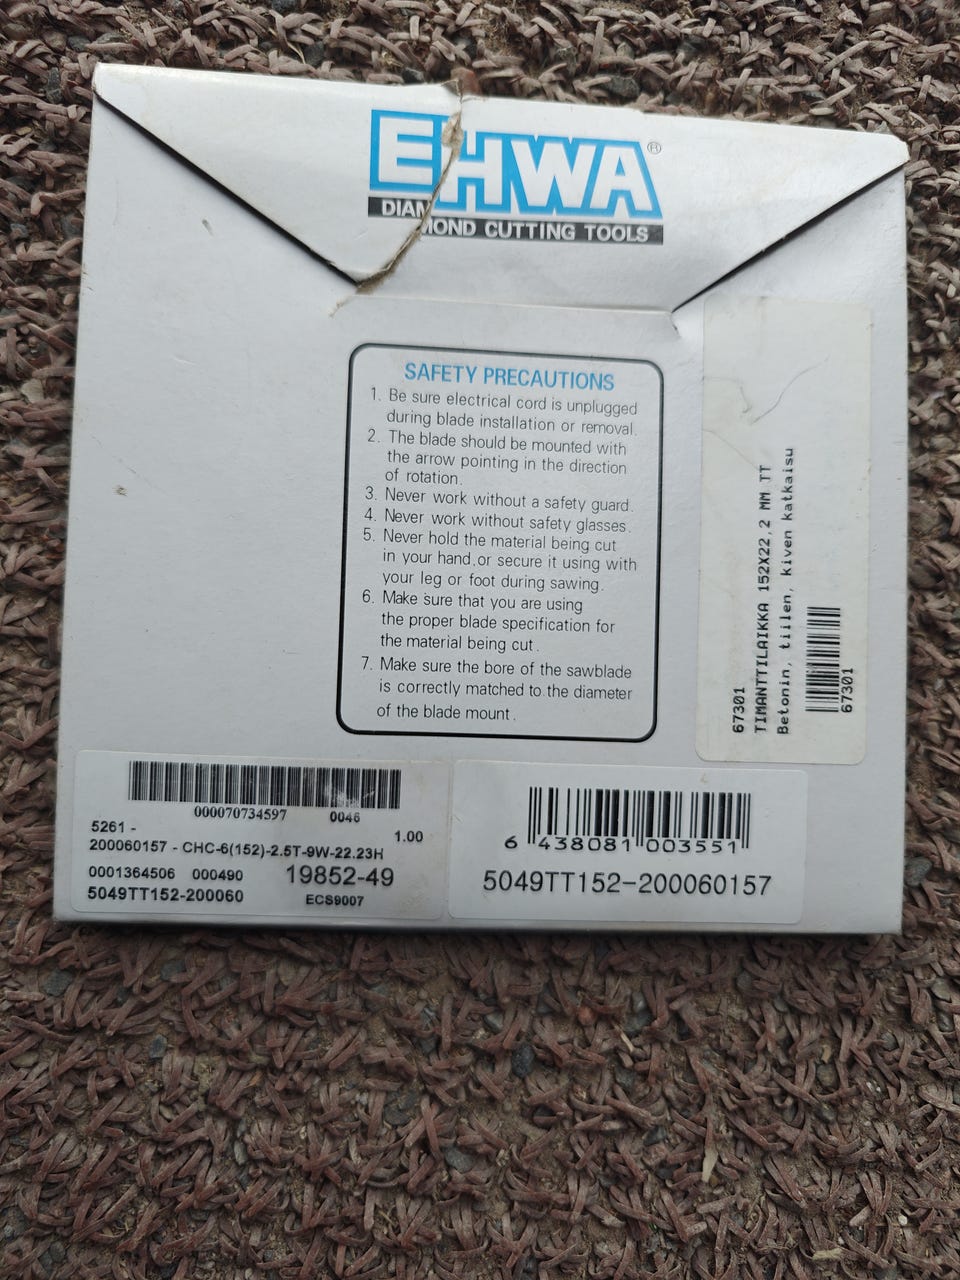 EHWA®
DIAMOND CUTTING TOOLS
SAFETY PRECAUTIONS
1. Be sure electrical cord is unplugged
during blade installation or removal.
2. The blade should be mounted with
the arrow pointing in the direction
of rotation.
3. Never work without a safety guard.
4. Never work without safety glasses.
5. Never hold the material being cut
in your hand,or secure it using with
your leg or foot during sawing.
6. Make sure that you are using
the proper blade specification for
the material being cut.
7. Make sure the bore of the sawblade
is correctly matched to the diameter
of the blade mount.
67301
TIMANTTILAIKKA 152X22,2 MM TT
Betonin, tiilen, kiven katkaisu
67301
000070734597 0046
5261 - 1.00
200060157 - CHC-6(152)-2.5T-9W-22.23H
0001364506 000490 19852-49
5049TT152-200060 ECS9007
6 438081 003551
5049TT152-200060157